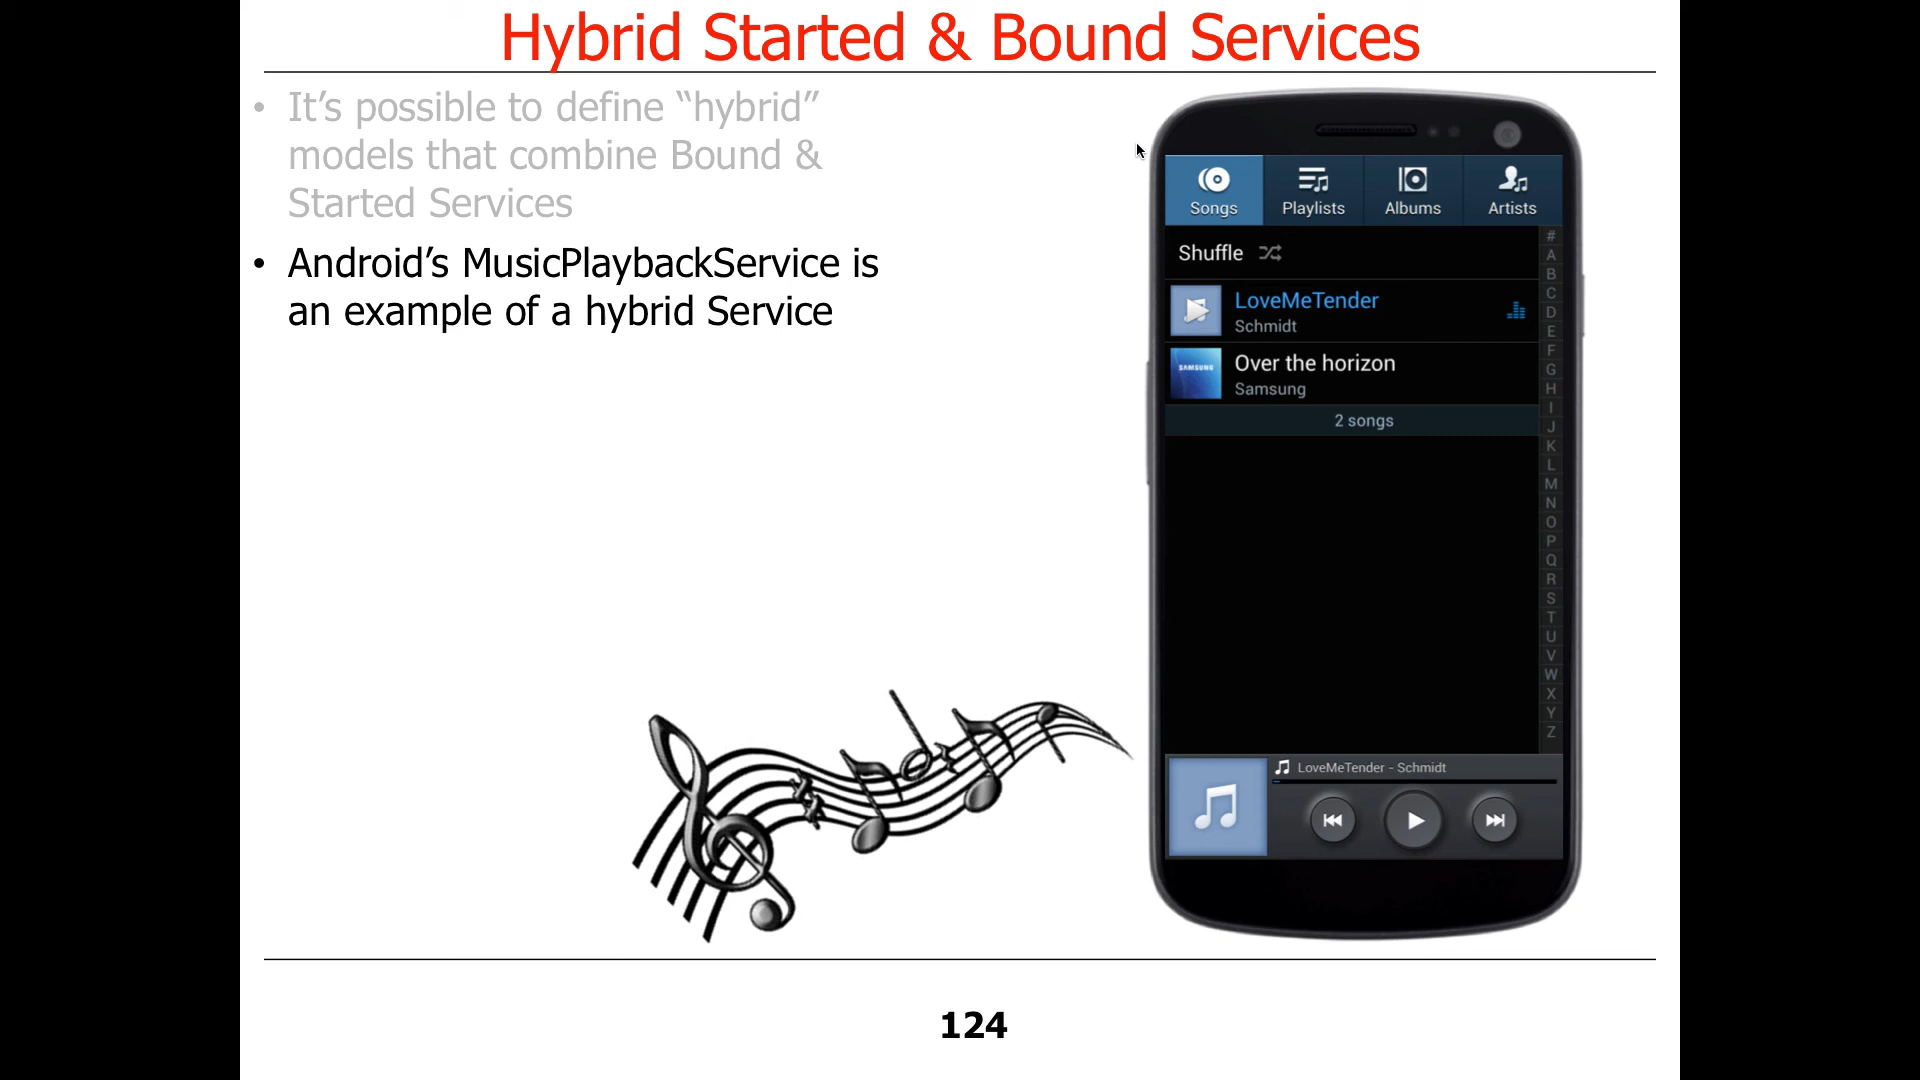 Hybrid Started & Bound Services
• It’s possible to define “hybrid”
models that combine Bound &
Started Services
• Android’s MusicPlaybackService is
an example of a hybrid Service
Songs
Playlists
Albums
Artists
Shuffle
LoveMeTender
Schmidt
SAMSUNG
Over the horizon
Samsung
2 songs
#
A
B
C
D
E
F
G
H
I
J
K
L
M
N
O
P
Q
R
S
T
U
V
W
X
Y
Z
LoveMeTender - Schmidt
124